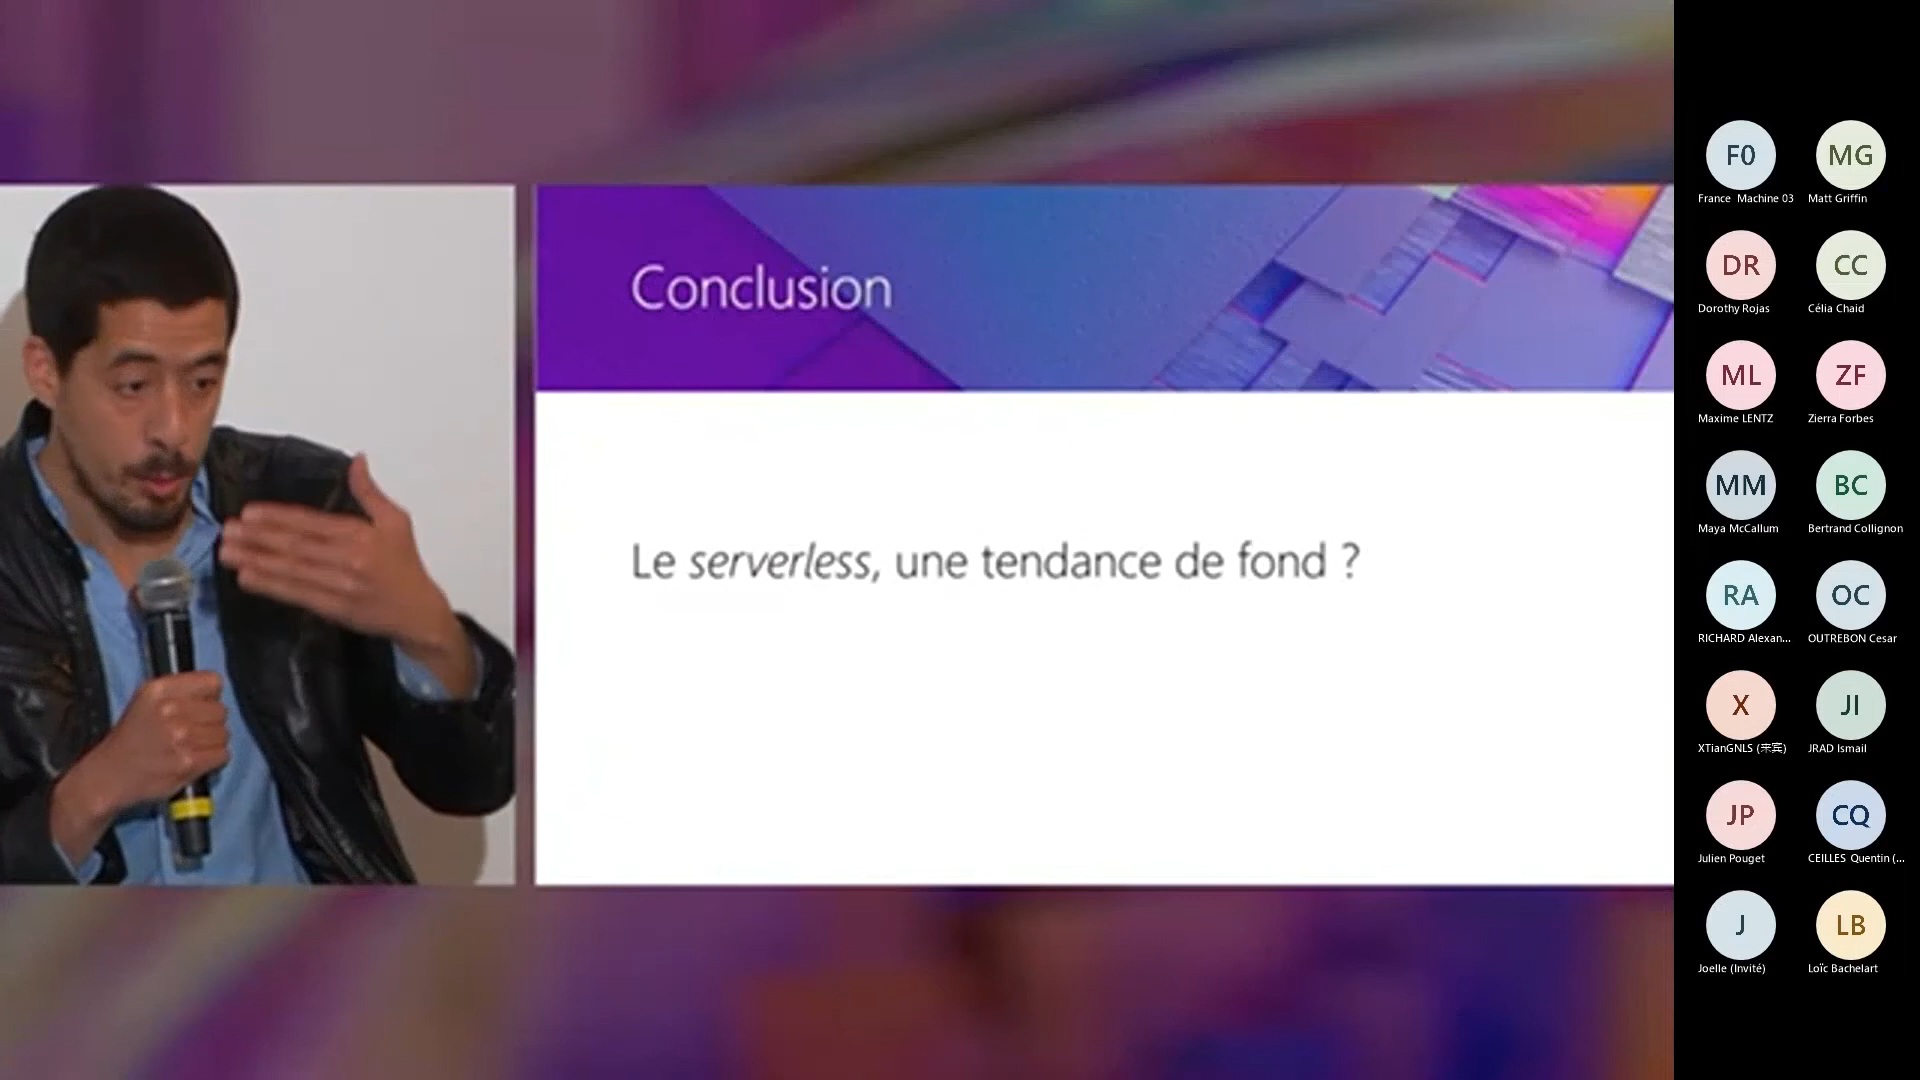 Conclusion
Le serverless, une tendance de fond ?
F0
MG
France Machine 03
Matt Griffin
DR
CC
Dorothy Rojas
Célia Chaid
ML
ZF
Maxime LENTZ
Zierra Forbes
MM
BC
Maya McCallum
Bertrand Collignon
RA
OC
RICHARD Alexan...
OUTREBON Cesar
X
JI
XTianGNLS (来宾)
JRAD Ismail
JP
CQ
Julien Pouget
CEILLES Quentin (...
J
LB
Joelle (Invité)
Loïc Bachelart